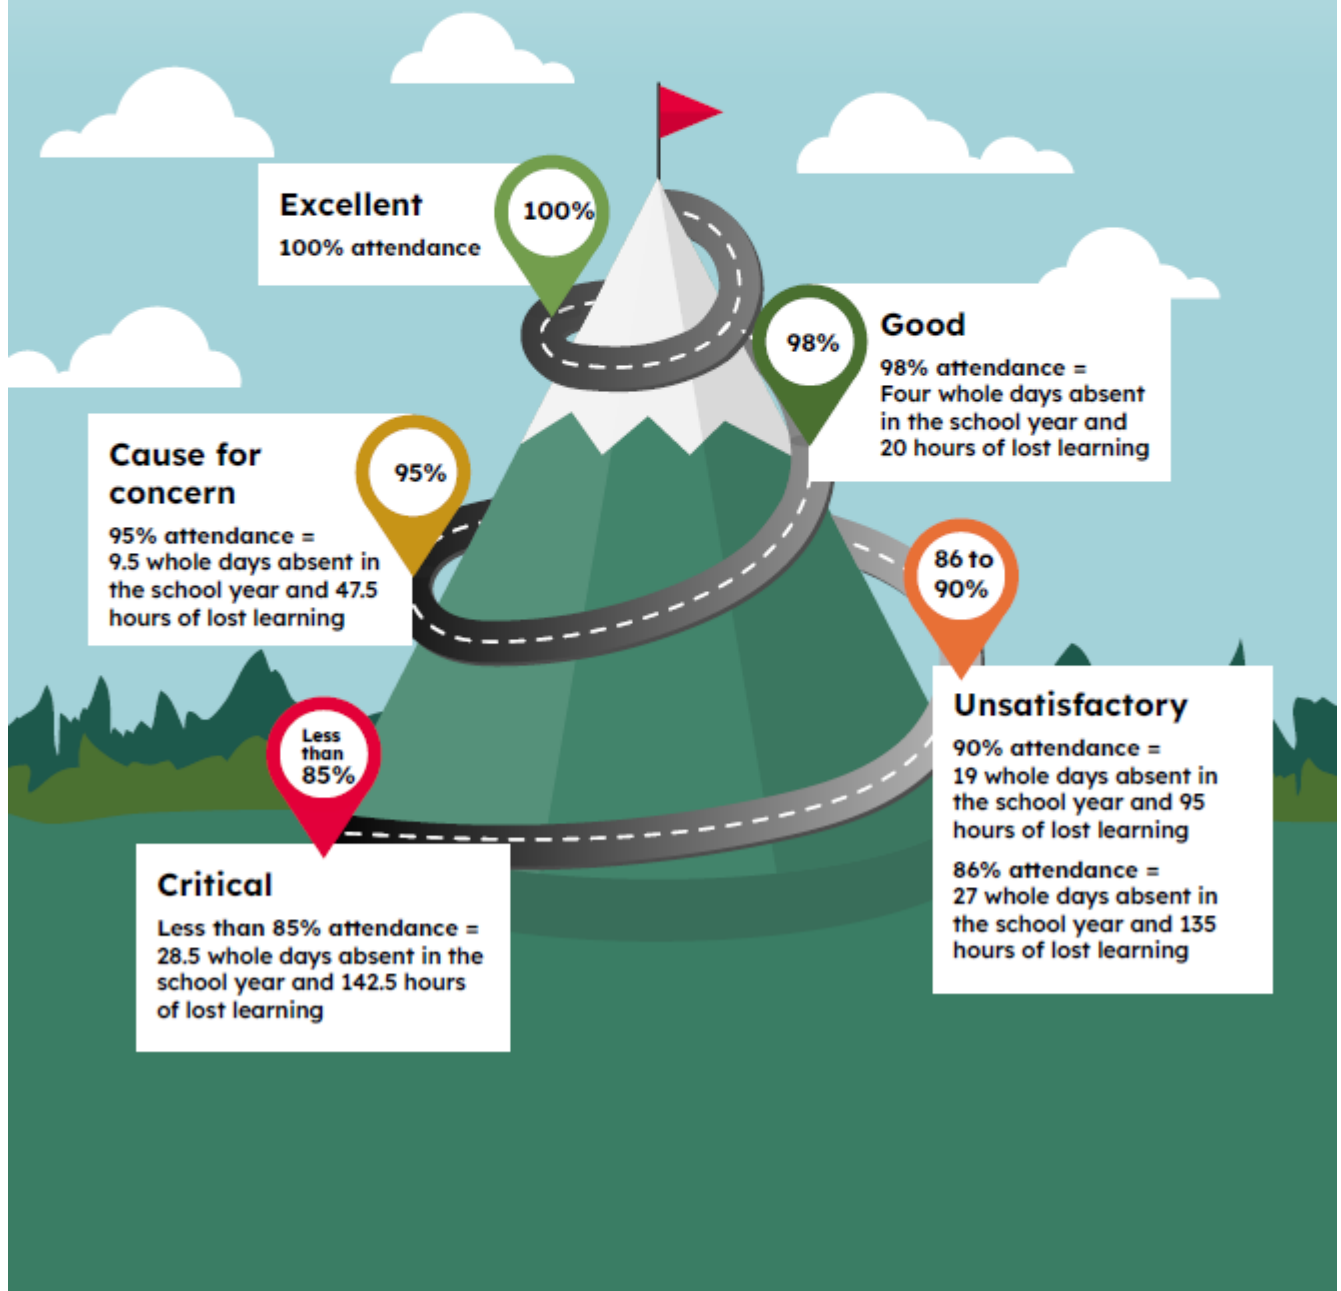 Excellent
100% attendance
100%
Good
98% attendance =
Four whole days absent
in the school year and
20 hours of lost learning
98%
Cause for
concern
95% attendance =
9.5 whole days absent in
the school year and 47.5
hours of lost learning
95%
86 to
90%
Unsatisfactory
90% attendance =
19 whole days absent in
the school year and 95
hours of lost learning
86% attendance =
27 whole days absent in
the school year and 135
hours of lost learning
Less
than
85%
Critical
Less than 85% attendance =
28.5 whole days absent in the
school year and 142.5 hours
of lost learning